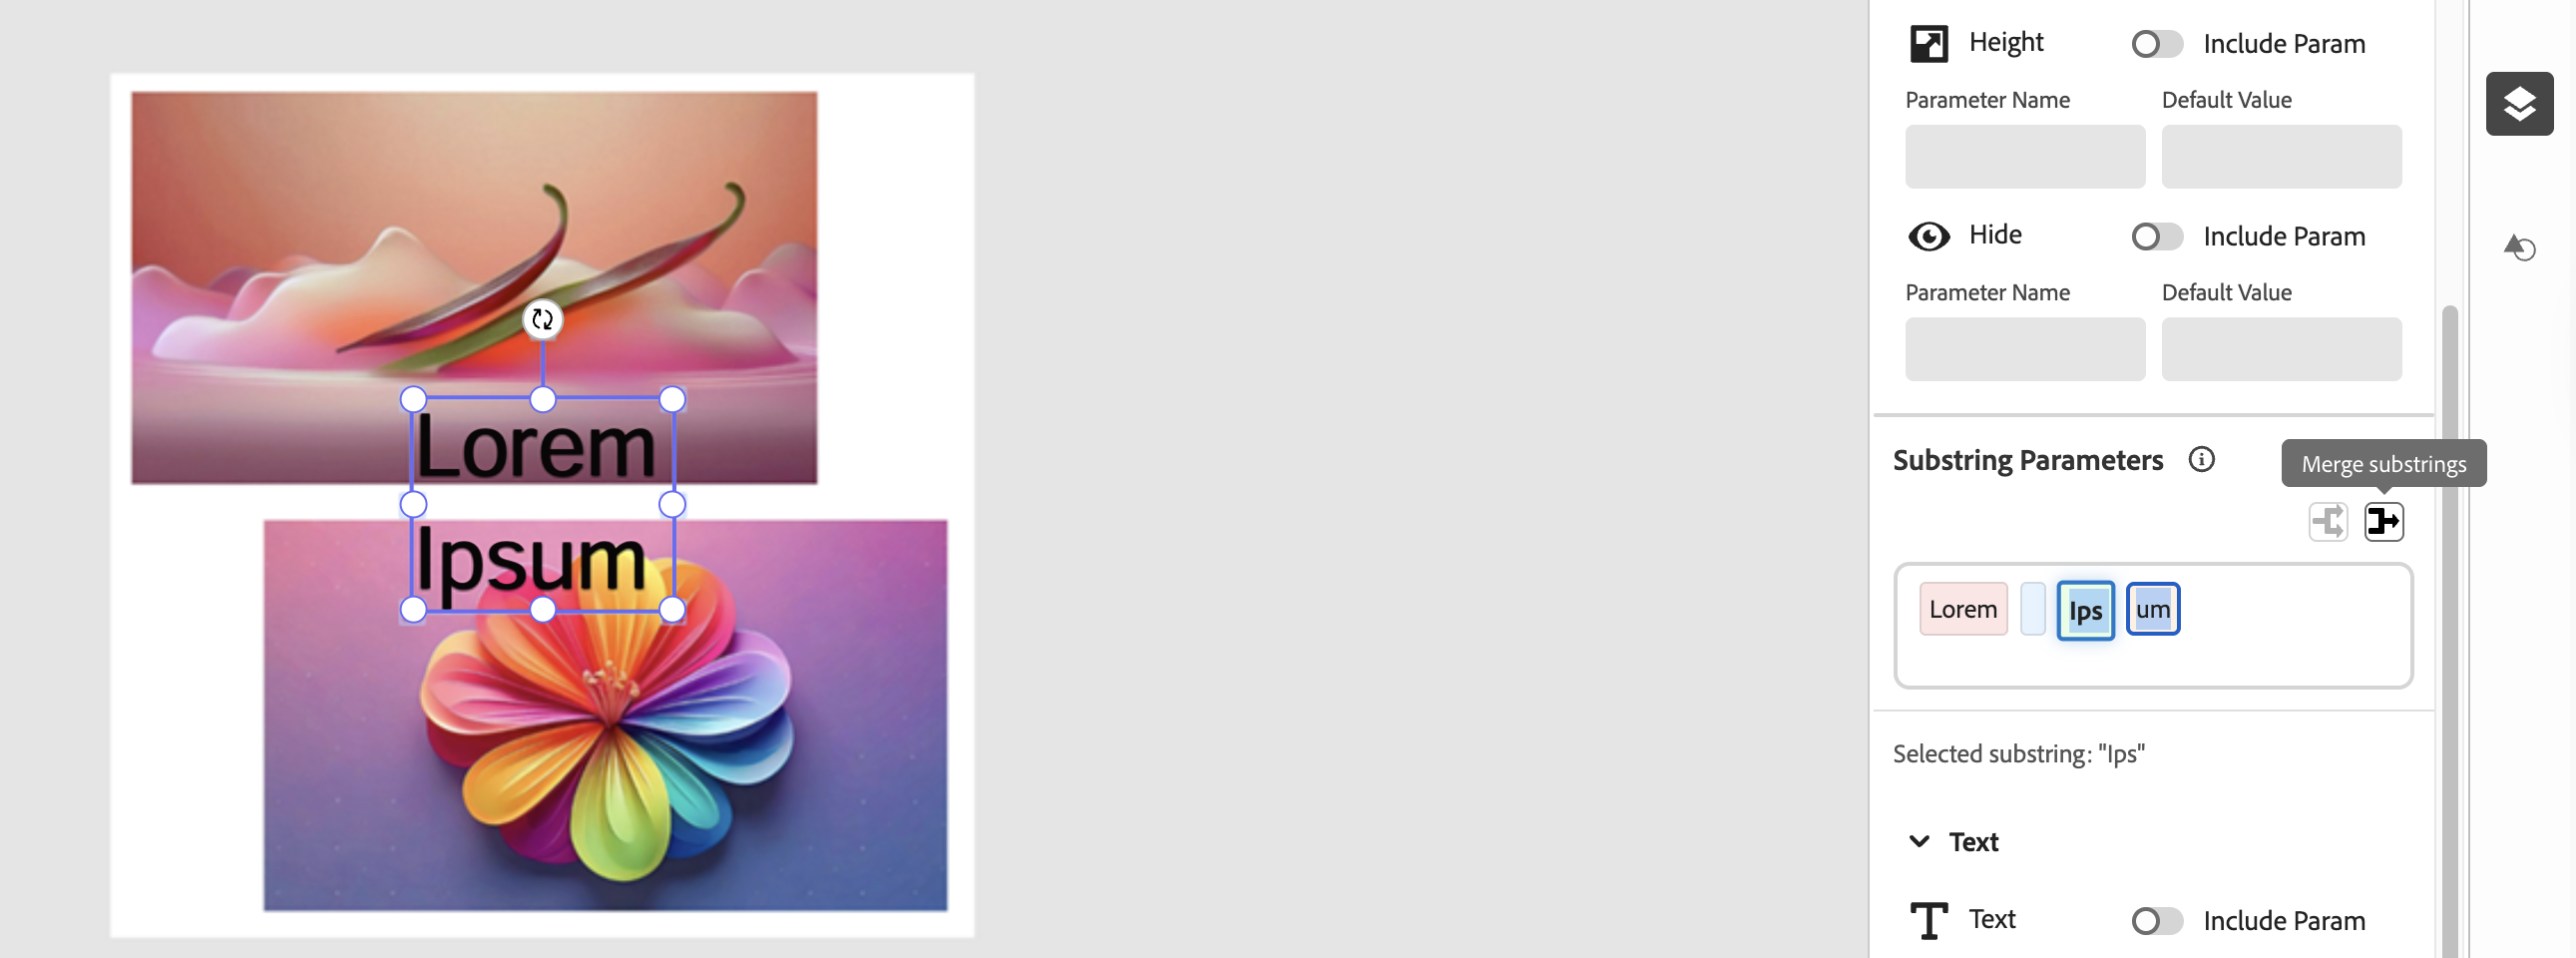 Height Include Param
Parameter Name Default Value
Hide Include Param
Parameter Name Default Value
Lorem
Ipsum
Substring Parameters
Merge substrings
Lorem Ips um
Selected substring: "Ips"
Text
Text Include Param